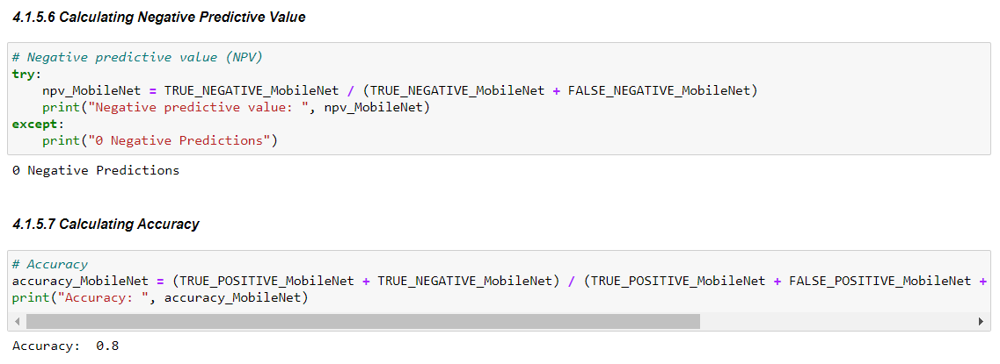 4.1.5.6 Calculating Negative Predictive Value
# Negative predictive value (NPV)
try:
    npv_MobileNet = TRUE_NEGATIVE_MobileNet / (TRUE_NEGATIVE_MobileNet + FALSE_NEGATIVE_MobileNet)
    print("Negative predictive value: ", npv_MobileNet)
except:
    print("0 Negative Predictions")
0 Negative Predictions
4.1.5.7 Calculating Accuracy
# Accuracy
accuracy_MobileNet = (TRUE_POSITIVE_MobileNet + TRUE_NEGATIVE_MobileNet) / (TRUE_POSITIVE_MobileNet + FALSE_POSITIVE_MobileNet +
print("Accuracy: ", accuracy_MobileNet)
Accuracy:  0.8